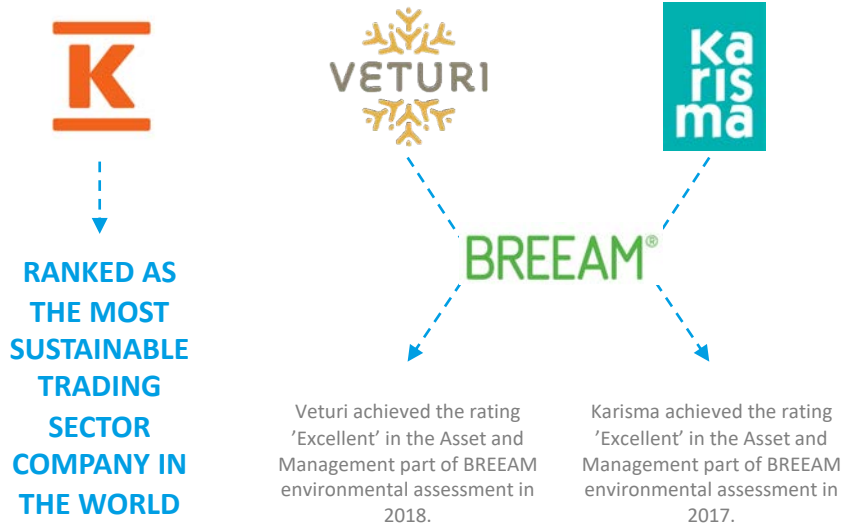 K
VETURI
ka
ris
ma
BREEAM®
RANKED AS
THE MOST
SUSTAINABLE
TRADING
SECTOR
COMPANY IN
THE WORLD
Veturi achieved the rating
’Excellent’ in the Asset and
Management part of BREEAM
environmental assessment in
2018.
Karisma achieved the rating
’Excellent’ in the Asset and
Management part of BREEAM
environmental assessment in
2017.